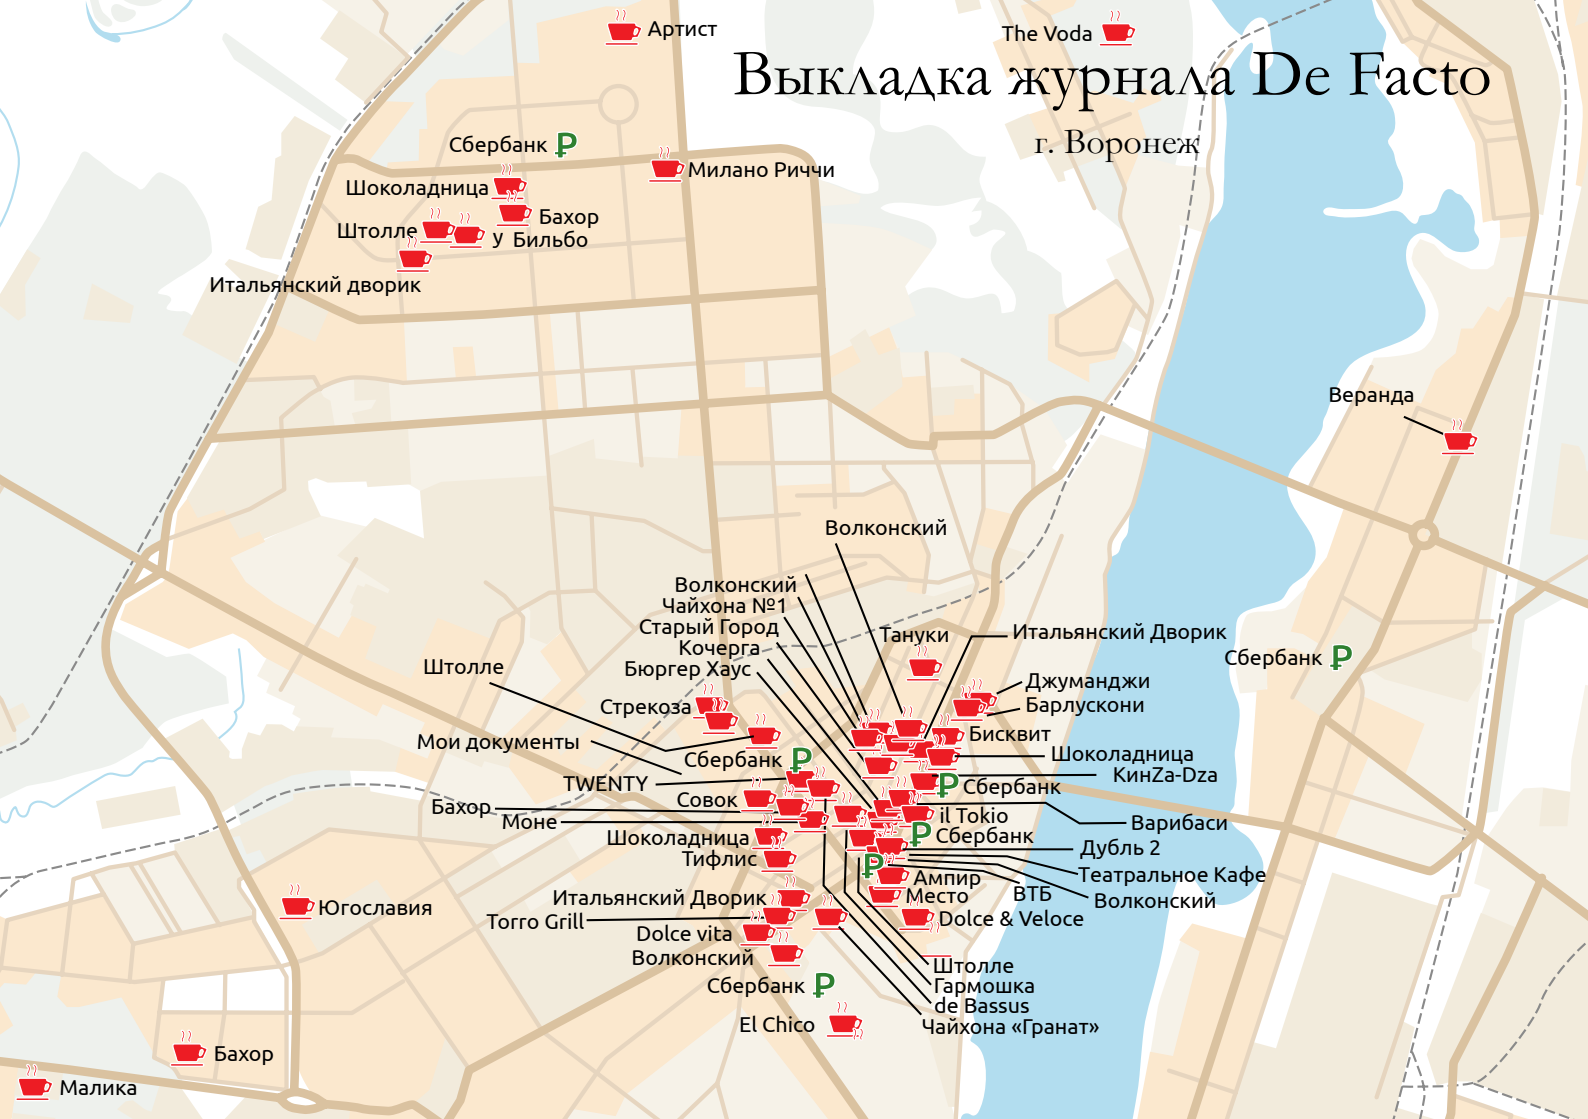 Артист
The Voda
Выкладка журнала De Facto
г. Воронеж
Сбербанк
Милано Риччи
Шоколадница
Бахор
Штолле
У Бильбо
Итальянский дворик
Веранда
Волконский
Волконский
Чайхона №1
Старый Город
Кочерга
Бюргер Хаус
Тануки
Итальянский Дворик
Сбербанк
Штолле
Джуманджи
Барлускони
Стрекоза
Бисквит
Мои документы
Шоколадница
Сбербанк
КинZа-Dza
TWENTY
Сбербанк
Совок
Бахор
il Tokio
Моне
Варибаси
Сбербанк
Шоколадница
Дубль 2
Тифлис
Театральное Кафе
Ампир
ВТБ
Место
Волконский
Итальянский Дворик
Югославия
Torro Grill
Dolce & Veloce
Dolce vita
Волконский
Штолле
Сбербанк
Гармошка
de Bassus
El Chico
Чайхона «Гранат»
Бахор
Малика